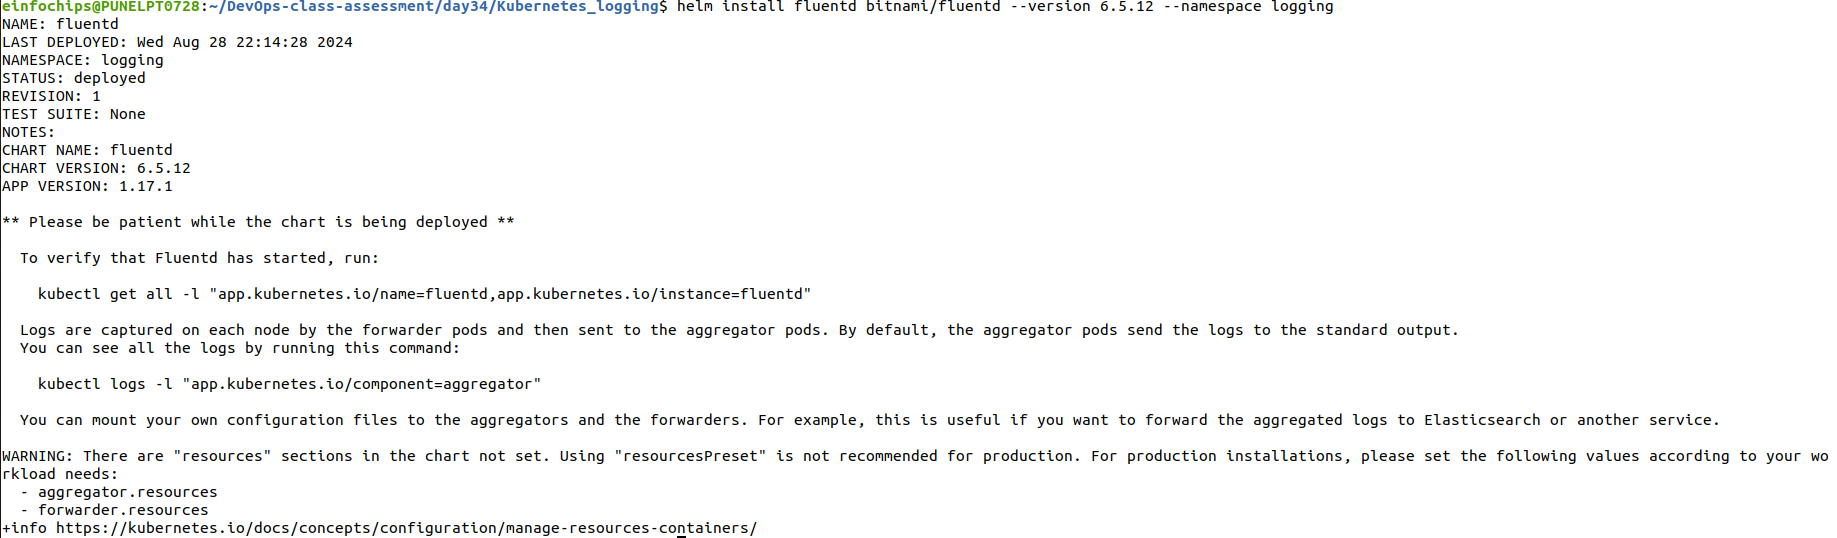 einfochips@PUNELPT0728:~/DevOps-class-assessment/day34/Kubernetes_logging$ helm install fluentd bitnami/fluentd --version 6.5.12 --namespace logging
NAME: fluentd
LAST DEPLOYED: Wed Aug 28 22:14:28 2024
NAMESPACE: logging
STATUS: deployed
REVISION: 1
TEST SUITE: None
NOTES:
CHART NAME: fluentd
CHART VERSION: 6.5.12
APP VERSION: 1.17.1
** Please be patient while the chart is being deployed **
To verify that Fluentd has started, run:
kubectl get all -l "app.kubernetes.io/name=fluentd,app.kubernetes.io/instance=fluentd"
Logs are captured on each node by the forwarder pods and then sent to the aggregator pods. By default, the aggregator pods send the logs to the standard output.
You can see all the logs by running this command:
kubectl logs -l "app.kubernetes.io/component=aggregator"
You can mount your own configuration files to the aggregators and the forwarders. For example, this is useful if you want to forward the aggregated logs to Elasticsearch or another service.
WARNING: There are "resources" sections in the chart not set. Using "resourcesPreset" is not recommended for production. For production installations, please set the following values according to your wo
rkload needs:
- aggregator.resources
- forwarder.resources
+info https://kubernetes.io/docs/concepts/configuration/manage-resources-containers/